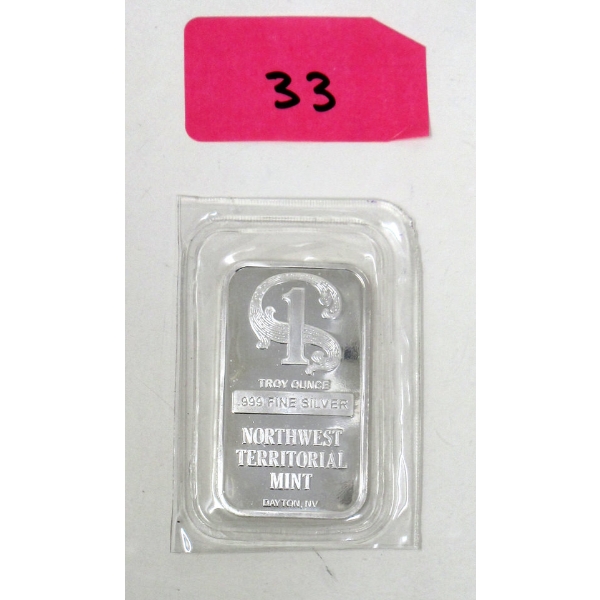 33
1
TROY OUNCE
.999 FINE SILVER
NORTHWEST
TERRITORIAL
MINT
DAYTON, NV